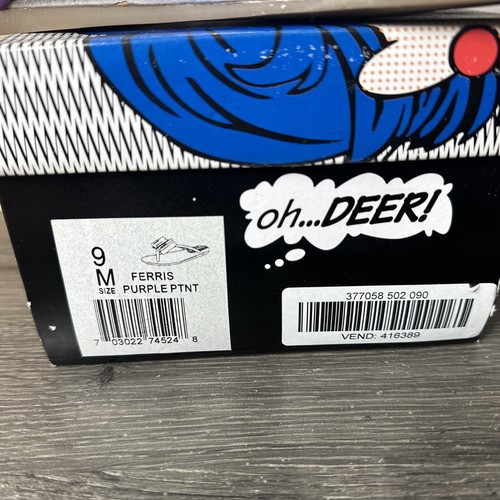 oh...DEER!
9
M
SIZE
FERRIS
PURPLE PTNT
7 03022 74524 8
377058 502 090
VEND: 416389